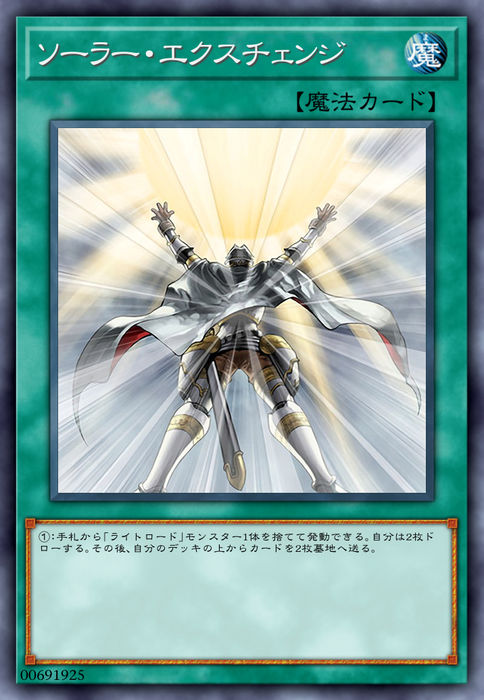 ソーラー・エクスチェンジ
魔
【魔法カード】
①：手札から「ライトロード」モンスター1体を捨てて発動できる。自分は2枚ド
ローする。その後、自分のデッキの上からカードを2枚墓地へ送る。
00691925